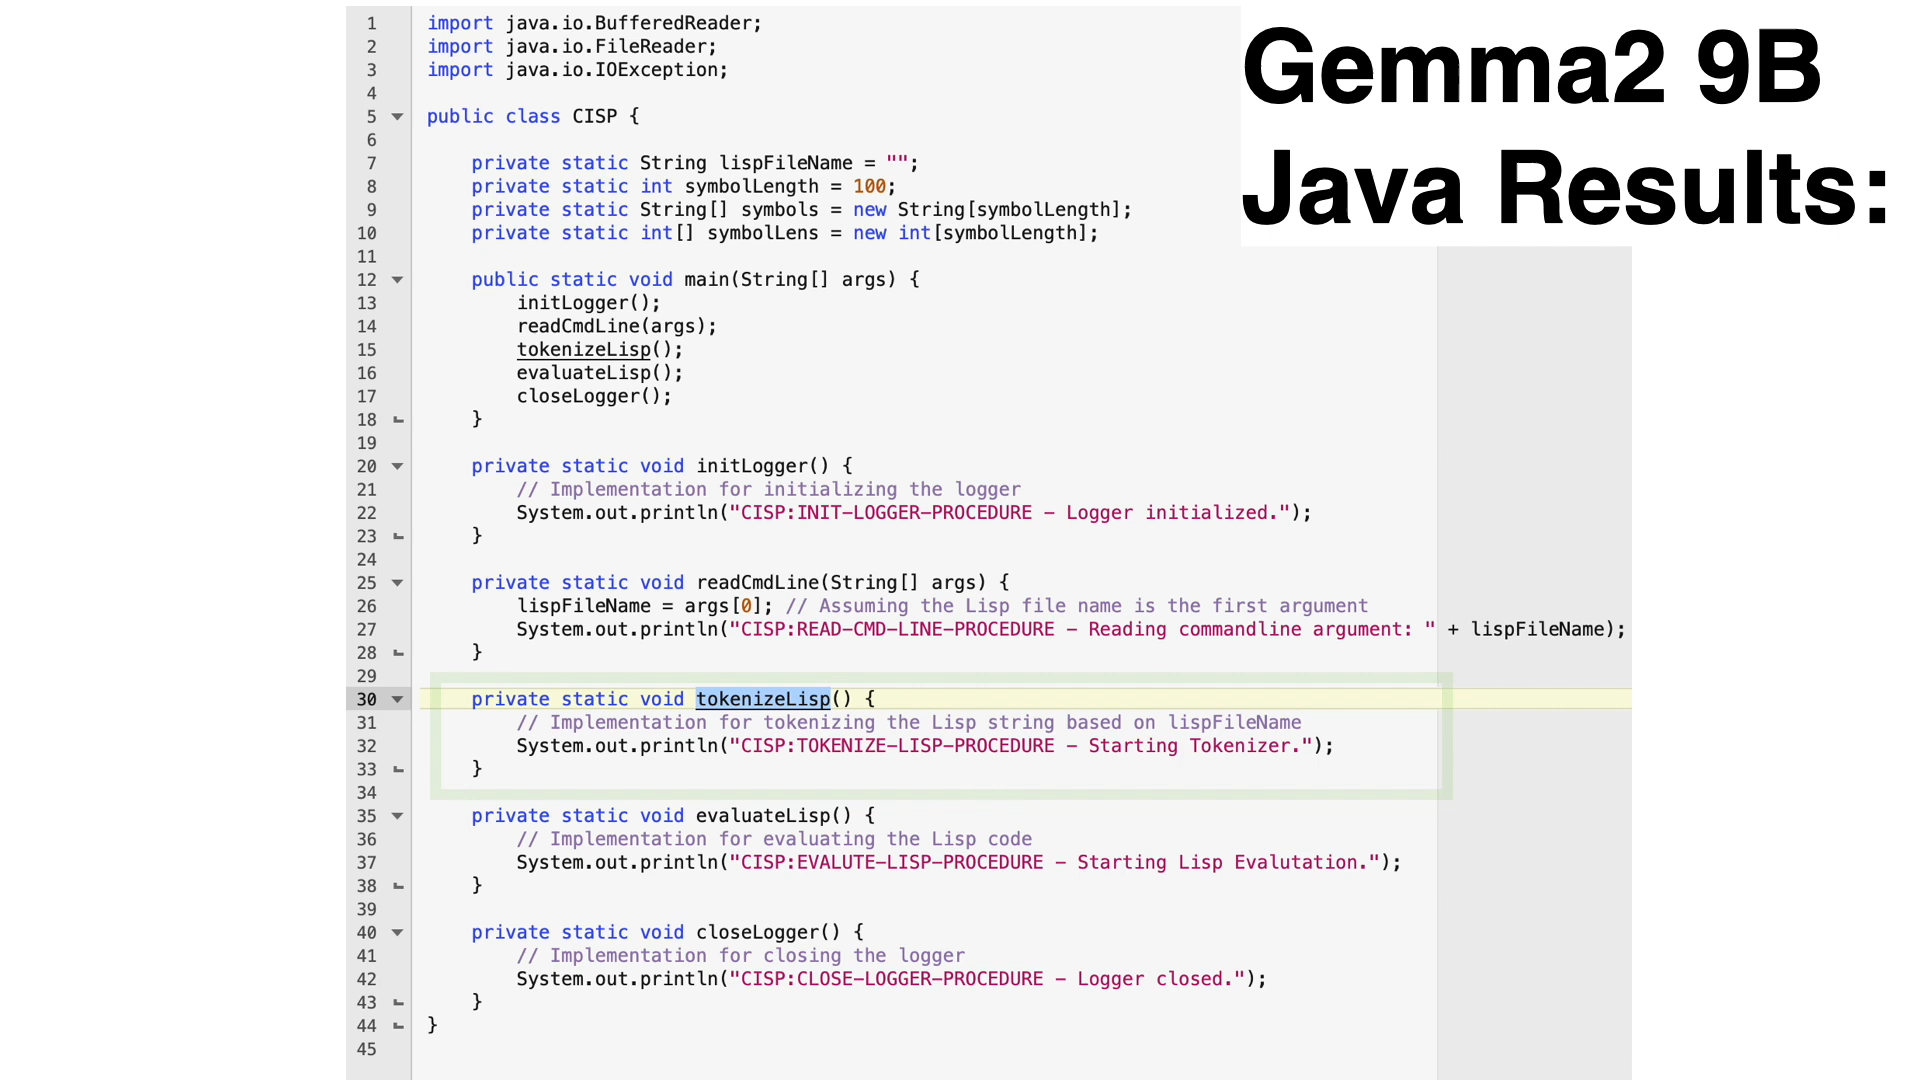 Gemma2 9B
Java Results:
1 import java.io.BufferedReader;
2 import java.io.FileReader;
3 import java.io.IOException;
4
5 public class CISP {
6
7     private static String lispFileName = "";
8     private static int symbolLength = 100;
9     private static String[] symbols = new String[symbolLength];
10     private static int[] symbolLens = new int[symbolLength];
11
12     public static void main(String[] args) {
13         initLogger();
14         readCmdLine(args);
15         tokenizeLisp();
16         evaluateLisp();
17         closeLogger();
18     }
19
20     private static void initLogger() {
21         // Implementation for initializing the logger
22         System.out.println("CISP:INIT-LOGGER-PROCEDURE - Logger initialized.");
23     }
24
25     private static void readCmdLine(String[] args) {
26         lispFileName = args[0]; // Assuming the Lisp file name is the first argument
27         System.out.println("CISP:READ-CMD-LINE-PROCEDURE - Reading commandline argument: " + lispFileName);
28     }
29
30     private static void tokenizeLisp() {
31         // Implementation for tokenizing the Lisp string based on lispFileName
32         System.out.println("CISP:TOKENIZE-LISP-PROCEDURE - Starting Tokenizer.");
33     }
34
35     private static void evaluateLisp() {
36         // Implementation for evaluating the Lisp code
37         System.out.println("CISP:EVALUTE-LISP-PROCEDURE - Starting Lisp Evalutation.");
38     }
39
40     private static void closeLogger() {
41         // Implementation for closing the logger
42         System.out.println("CISP:CLOSE-LOGGER-PROCEDURE - Logger closed.");
43     }
44 }
45